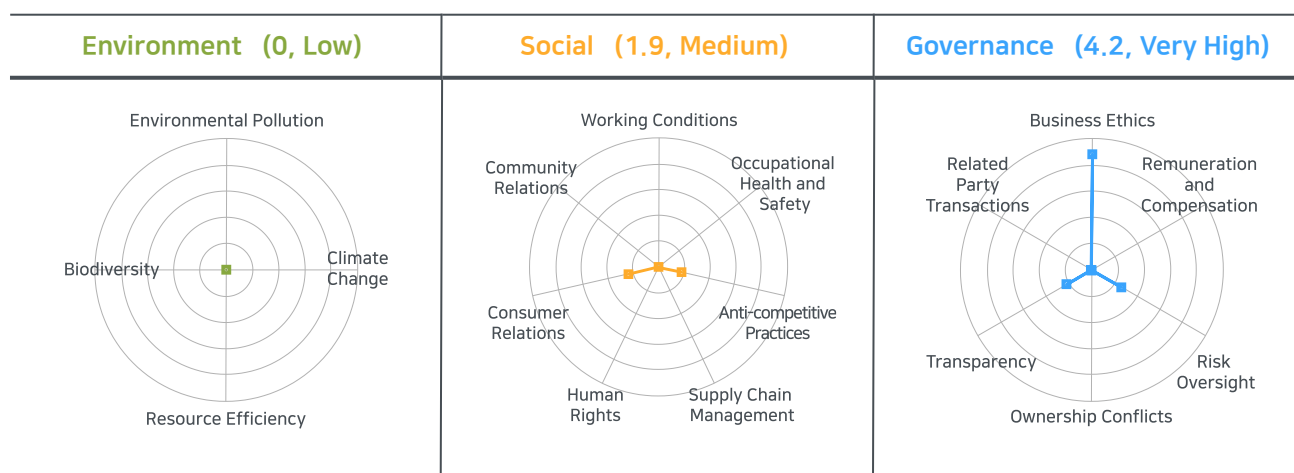 Environment (0, Low)
Social (1.9, Medium)
Governance (4.2, Very High)
Environmental Pollution
Climate
Change
Biodiversity
Resource Efficiency
Working Conditions
Community
Relations
Occupational
Health and
Safety
Consumer
Relations
Anti-competitive
Practices
Human
Rights
Supply Chain
Management
Business Ethics
Related
Party
Transactions
Remuneration
and
Compensation
Transparency
Risk
Oversight
Ownership Conflicts